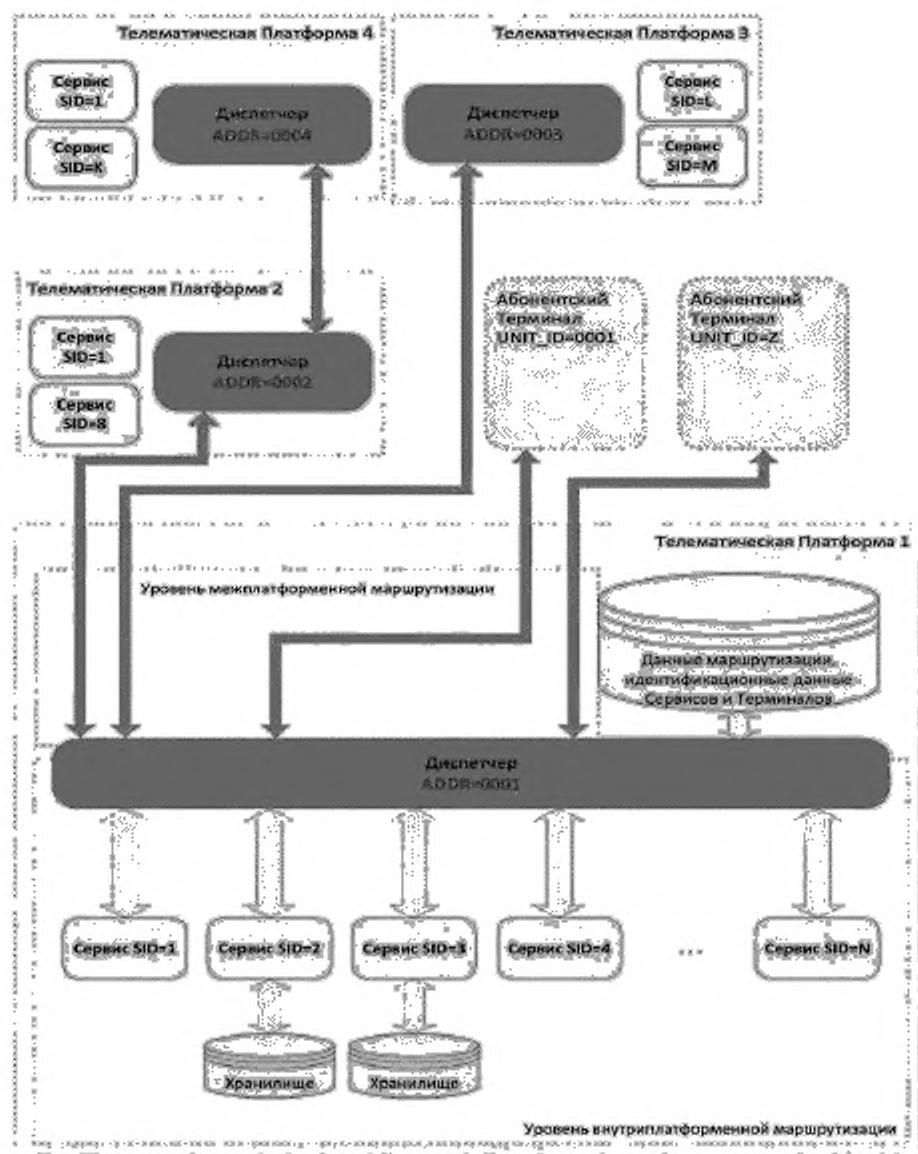 Телематическая Платформа 4
Сервис
SID=1
Сервис
SID=K
Диспетчер
ADDR=0004
Телематическая Платформа 3
Диспетчер
ADDR=0003
Сервис
SID=L
Сервис
SID=M
Телематическая Платформа 2
Сервис
SID=1
Сервис
SID=8
Диспетчер
ADDR=0002
Абонентский
Терминал
UNIT_ID=0001
Абонентский
Терминал
UNIT_ID=Z
Телематическая Платформа 1
Уровень межплатформенной маршрутизации
Данные маршрутизации,
идентификационные данные
Сервисов и Терминалов
Диспетчер
ADDR=0001
Сервис SID=1
Сервис SID=2
Сервис SID=3
Сервис SID=4
...
Сервис SID=N
Хранилище
Хранилище
Уровень внутриплатформенной маршрутизации